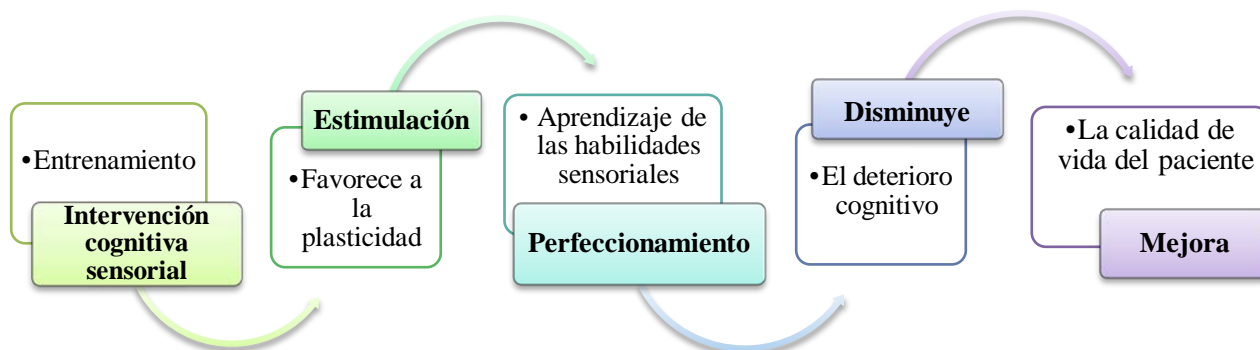 •Entrenamiento
Intervención
cognitiva
sensorial
Estimulación
•Favorece a
la
plasticidad
• Aprendizaje de
las habilidades
sensoriales
Perfeccionamiento
Disminuye
•El deterioro
cognitivo
•La calidad de
vida del paciente
Mejora